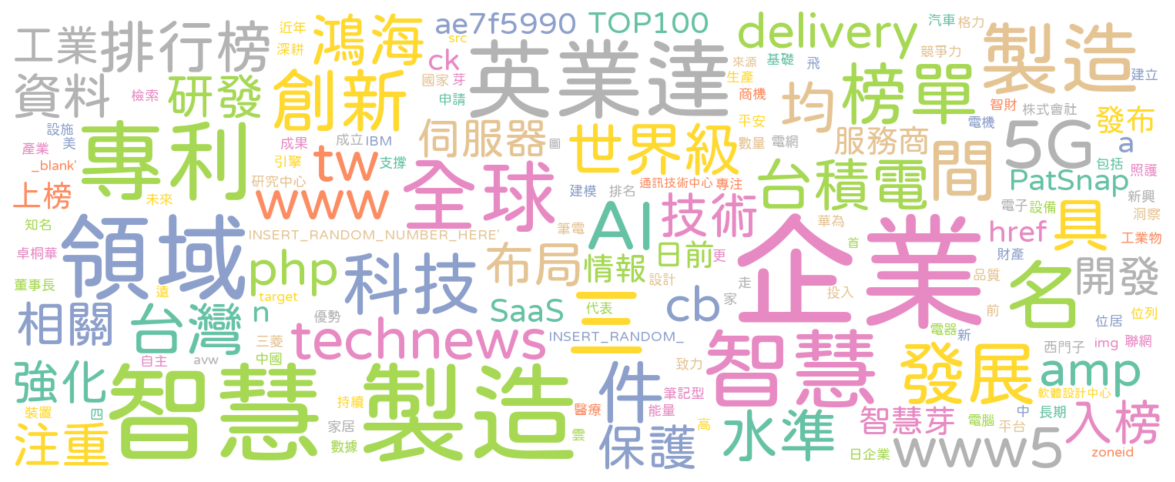 工業 排行榜 近年 鴻海 ae7f5990 TOP100 delivery 汽車 格力 製造
深耕 src ck 英業達 來源 基礎 飛 競爭力 建立
資料 檢索 研發 創新 國家 芽 申請 生產 商機 均 榜單 智財 株式會社
設施 美 專利 成果 成立 IBM 伺服器 世界級 平安 數量 電網 服務商 電機 5G 發布 a
產業 _blank' 引擎 tw 支撐 圖 台積電 間 包括 照護
上榜 未來 研究中心 www 全球 建模 排名 通訊技術中心 專注 PatSnap 新興
知名 領域 INSERT_RANDOM_NUMBER_HERE' 筆電 AI 技術 華為 電子 設備 洞察
卓桐華 科技 布局 情報 日前 更 首 企業 href 具 工業物
董事長 遠 php target 設計 走 投入 品質 財產 名 開發
相關 台灣 n 優勢 SaaS 三 代表 cb 家 前 位居 位列
三菱 technews INSERT_RANDOM_ 智慧 電器 新 img 聯網
強化 自主 avw 中國 件 致力 發展 西門子 amp
智慧製造 持續 筆記型 軟體設計中心
裝置 四 家居 醫療 能量 智慧芽 電腦 中 長期 入榜
注重 數據 雲 保護 高 水準 日企業 平台 www5 zoneid